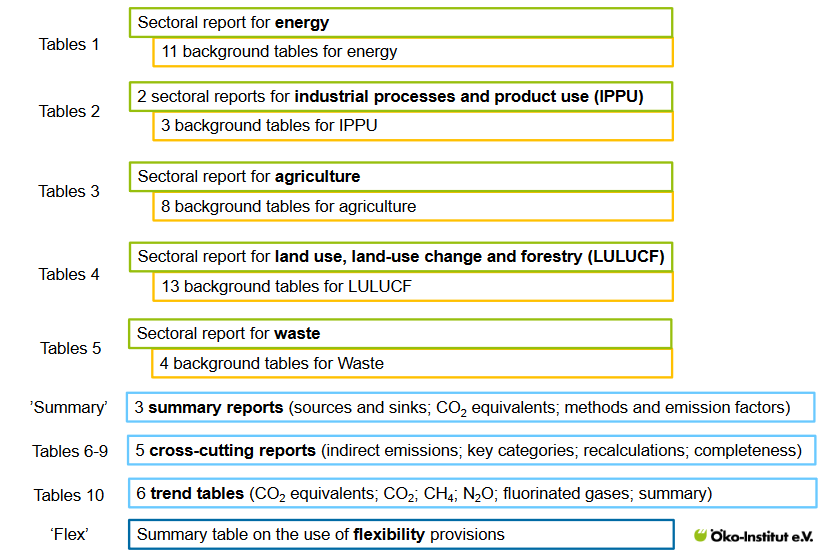 Tables 1
Sectoral report for energy
11 background tables for energy
Tables 2
2 sectoral reports for industrial processes and product use (IPPU)
3 background tables for IPPU
Tables 3
Sectoral report for agriculture
8 background tables for agriculture
Tables 4
Sectoral report for land use, land-use change and forestry (LULUCF)
13 background tables for LULUCF
Tables 5
Sectoral report for waste
4 background tables for Waste
’Summary’
3 summary reports (sources and sinks; CO₂ equivalents; methods and emission factors)
Tables 6-9
5 cross-cutting reports (indirect emissions; key categories; recalculations; completeness)
Tables 10
6 trend tables (CO₂ equivalents; CO₂; CH₄; N₂O; fluorinated gases; summary)
‘Flex’
Summary table on the use of flexibility provisions
Öko-Institut e.V.